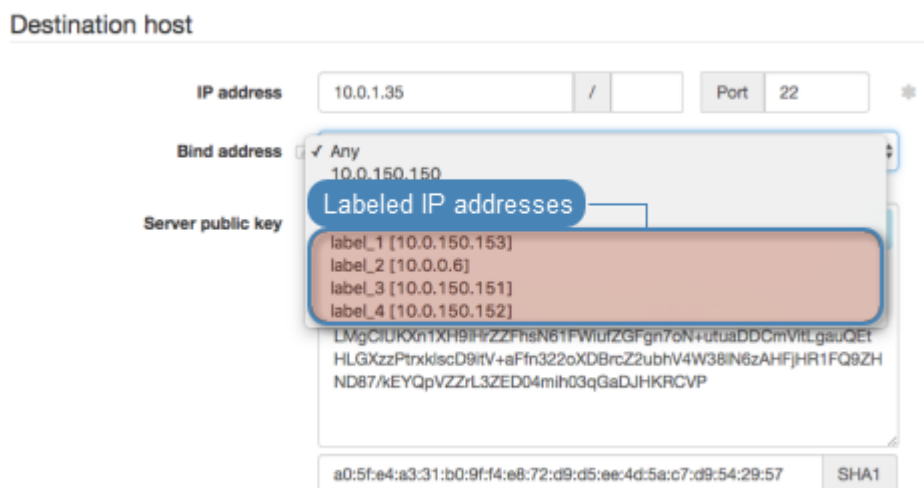 Destination host
IP address 10.0.1.35 / Port 22
Bind address ✓ Any
10.0.150.150
Labeled IP addresses
Server public key
label_1 [10.0.150.153]
label_2 [10.0.0.6]
label_3 [10.0.150.151]
label_4 [10.0.150.152]
HLGXzzPtrxklscD9ltV+aFfn322oXDBrcZ2ubhV4W38lN6zAHFjHR1FQ9ZH
ND87/kEYQpVZZrL3ZED04mih03qGaDJHKRCVP
a0:5f:e4:a3:31:b0:9f:f4:e8:72:d9:d5:ee:4d:5a:c7:d9:54:29:57 SHA1